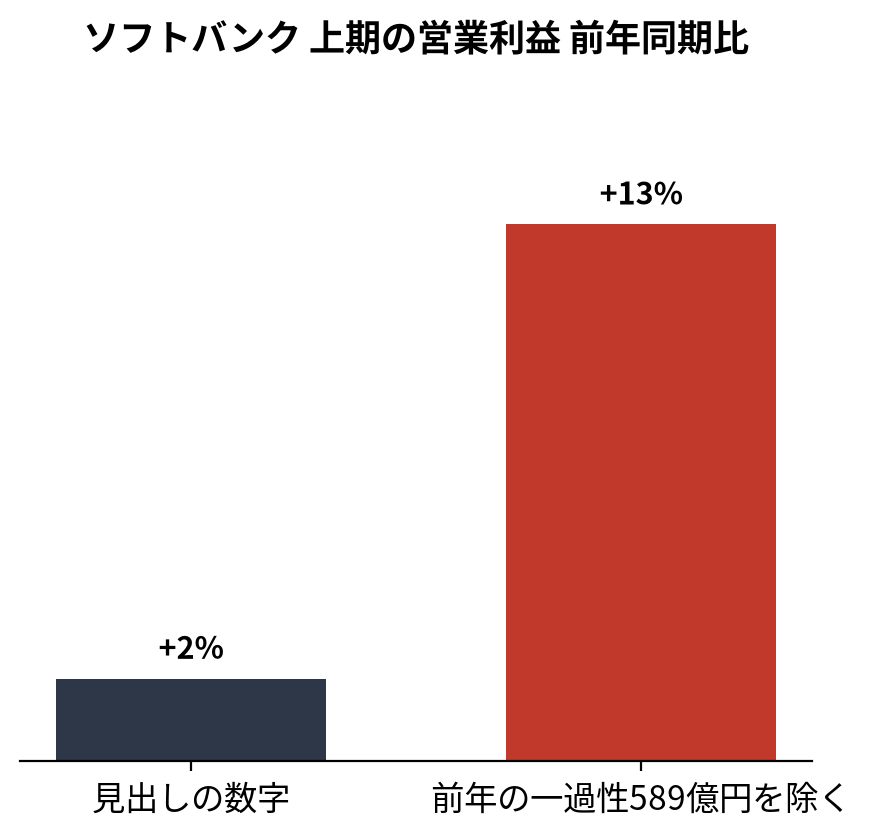 ソフトバンク 上期の営業利益 前年同期比
+13%
+2%
見出しの数字
前年の一過性589億円を除く